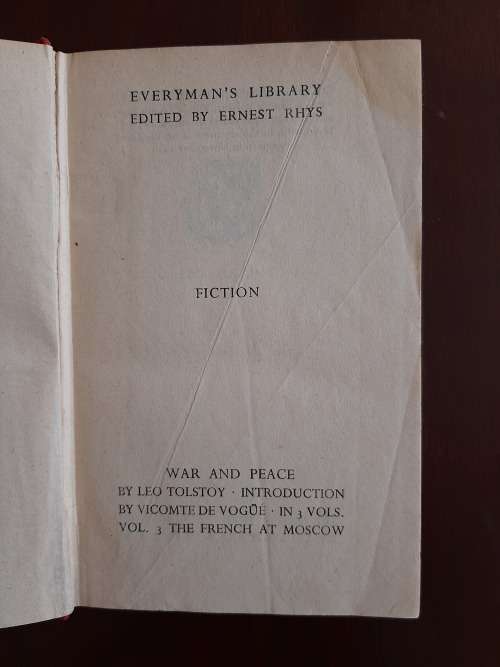 EVERYMAN'S LIBRARY
EDITED BY ERNEST RHYS
FICTION
WAR AND PEACE
BY LEO TOLSTOY · INTRODUCTION
BY VICOMTE DE VOGÜÉ · IN 3 VOLS.
VOL. 3 THE FRENCH AT MOSCOW